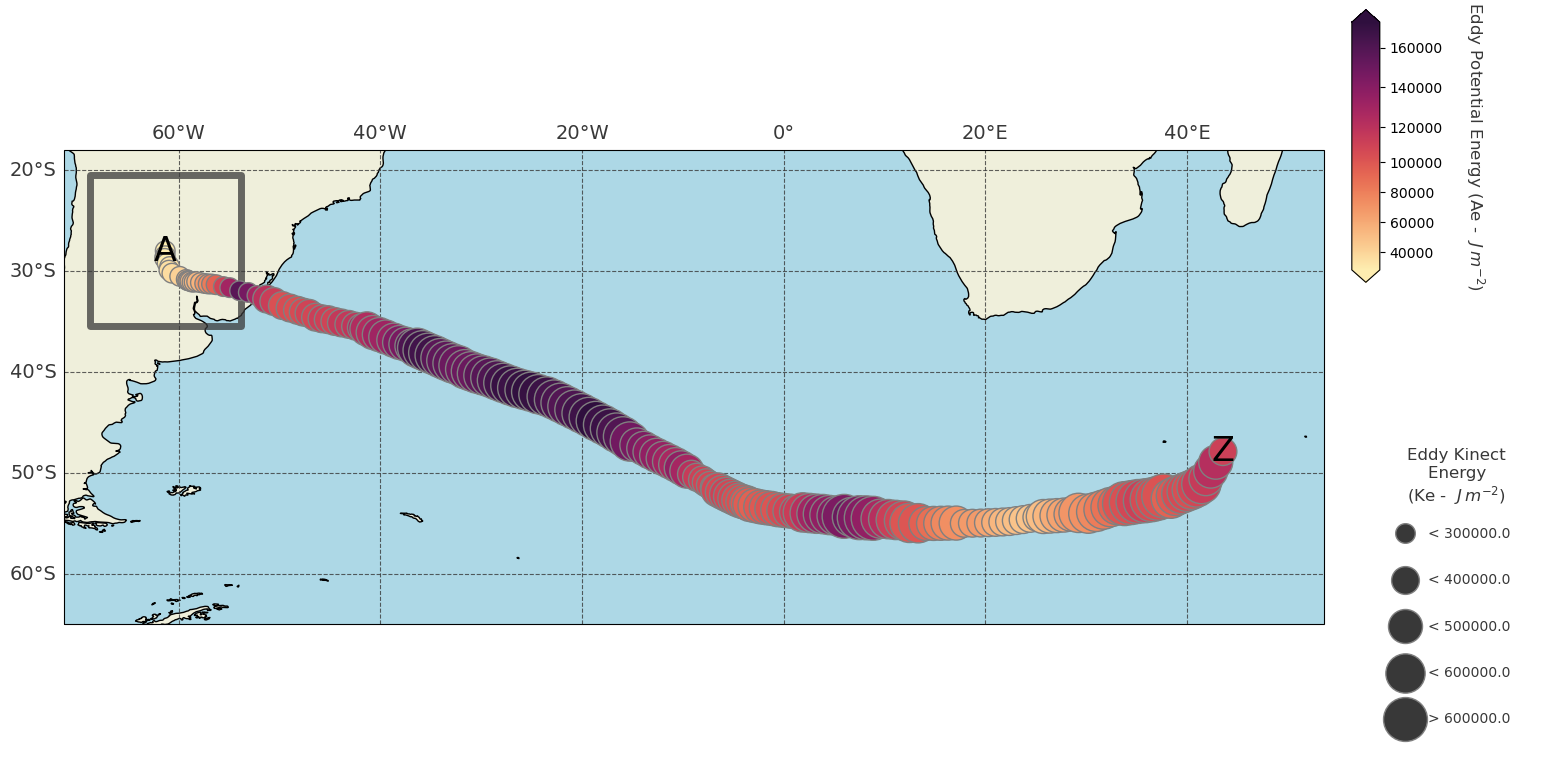 60°W 40°W 20°W 0° 20°E 40°E
20°S
30°S
40°S
50°S
60°S
A
Z
160000
140000
120000
100000
80000
60000
40000
Eddy Potential Energy (Ae - J m⁻²)
Eddy Kinect
Energy
(Ke - J m⁻²)
< 300000.0
< 400000.0
< 500000.0
< 600000.0
> 600000.0